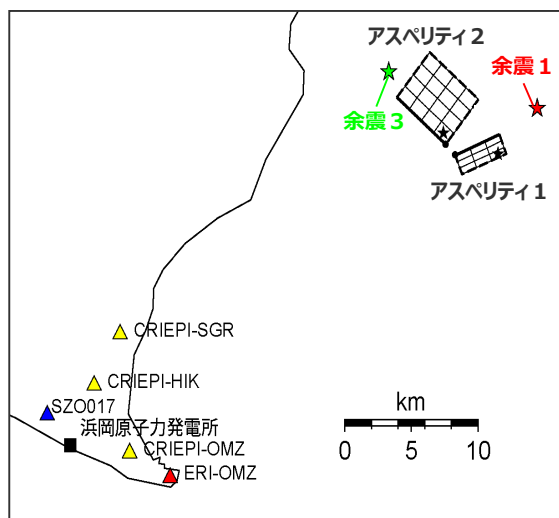 アスペリティ2
余震1
余震3
アスペリティ1
CRIEPI-SGR
CRIEPI-HIK
SZO017
浜岡原子力発電所
CRIEPI-OMZ
ERI-OMZ
km
0 5 10